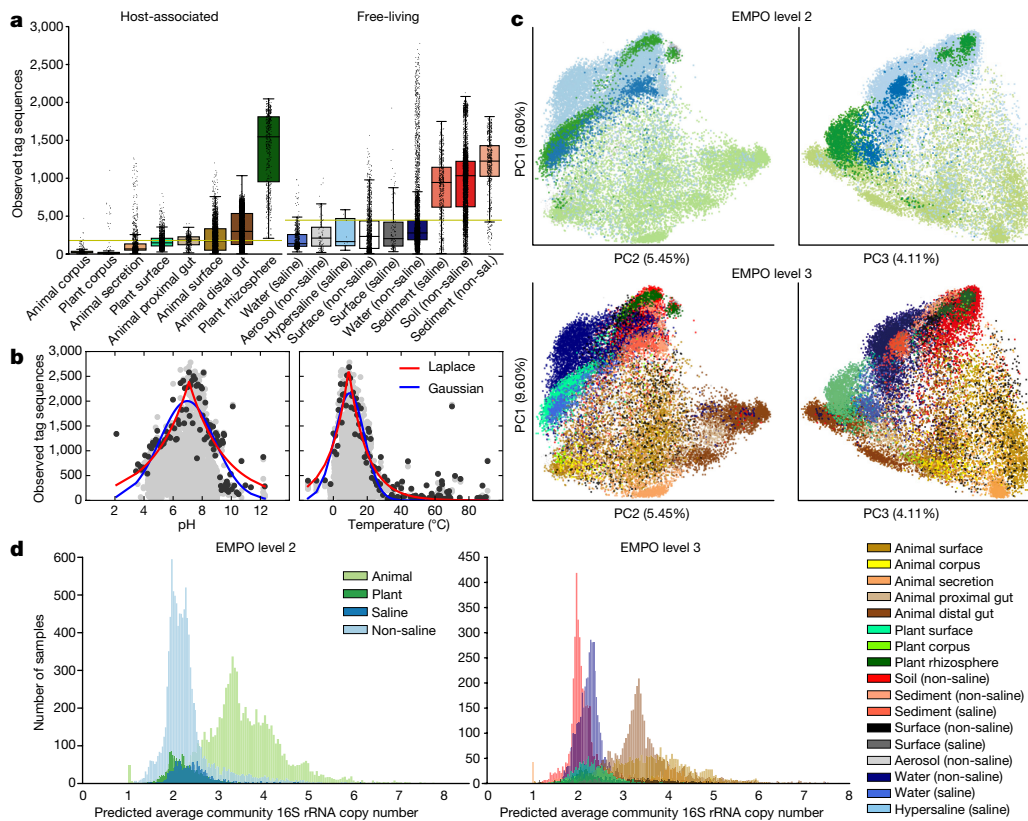 a
Host-associated
Free-living
Observed tag sequences
3,000
2,500
2,000
1,500
1,000
500
0
Animal corpus
Plant corpus
Animal secretion
Plant surface
Animal proximal gut
Animal surface
Animal distal gut
Plant rhizosphere
Water (saline)
Aerosol (non-saline)
Hypersaline (saline)
Surface (non-saline)
Surface (saline)
Water (non-saline)
Sediment (saline)
Soil (non-saline)
Sediment (non-sal.)
b
Observed tag sequences
3,000
2,500
2,000
1,500
1,000
500
0
2 4 6 8 10 12
pH
Laplace
Gaussian
0 20 40 60 80
Temperature (°C)
c
EMPO level 2
PC1 (9.60%)
PC2 (5.45%)
PC3 (4.11%)
EMPO level 3
PC1 (9.60%)
PC2 (5.45%)
PC3 (4.11%)
d
EMPO level 2
Number of samples
600
500
400
300
200
100
0
0 1 2 3 4 5 6 7 8
Predicted average community 16S rRNA copy number
Animal
Plant
Saline
Non-saline
EMPO level 3
450
400
350
300
250
200
150
100
50
0
0 1 2 3 4 5 6 7 8
Predicted average community 16S rRNA copy number
Animal surface
Animal corpus
Animal secretion
Animal proximal gut
Animal distal gut
Plant surface
Plant corpus
Plant rhizosphere
Soil (non-saline)
Sediment (non-saline)
Sediment (saline)
Surface (non-saline)
Surface (saline)
Aerosol (non-saline)
Water (non-saline)
Water (saline)
Hypersaline (saline)